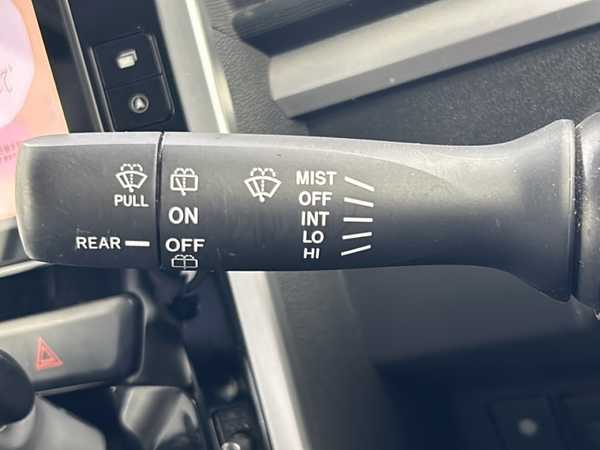 PULL
REAR
ON
OFF
MIST
OFF
INT
LO
HI